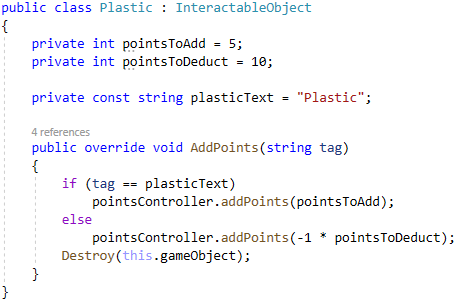 public class Plastic : InteractableObject
{
private int pointsToAdd = 5;
private int pointsToDeduct = 10;
private const string plasticText = "Plastic";
4 references
public override void AddPoints(string tag)
{
if (tag == plasticText)
pointsController.addPoints(pointsToAdd);
else
pointsController.addPoints(-1 * pointsToDeduct);
Destroy(this.gameObject);
}
}